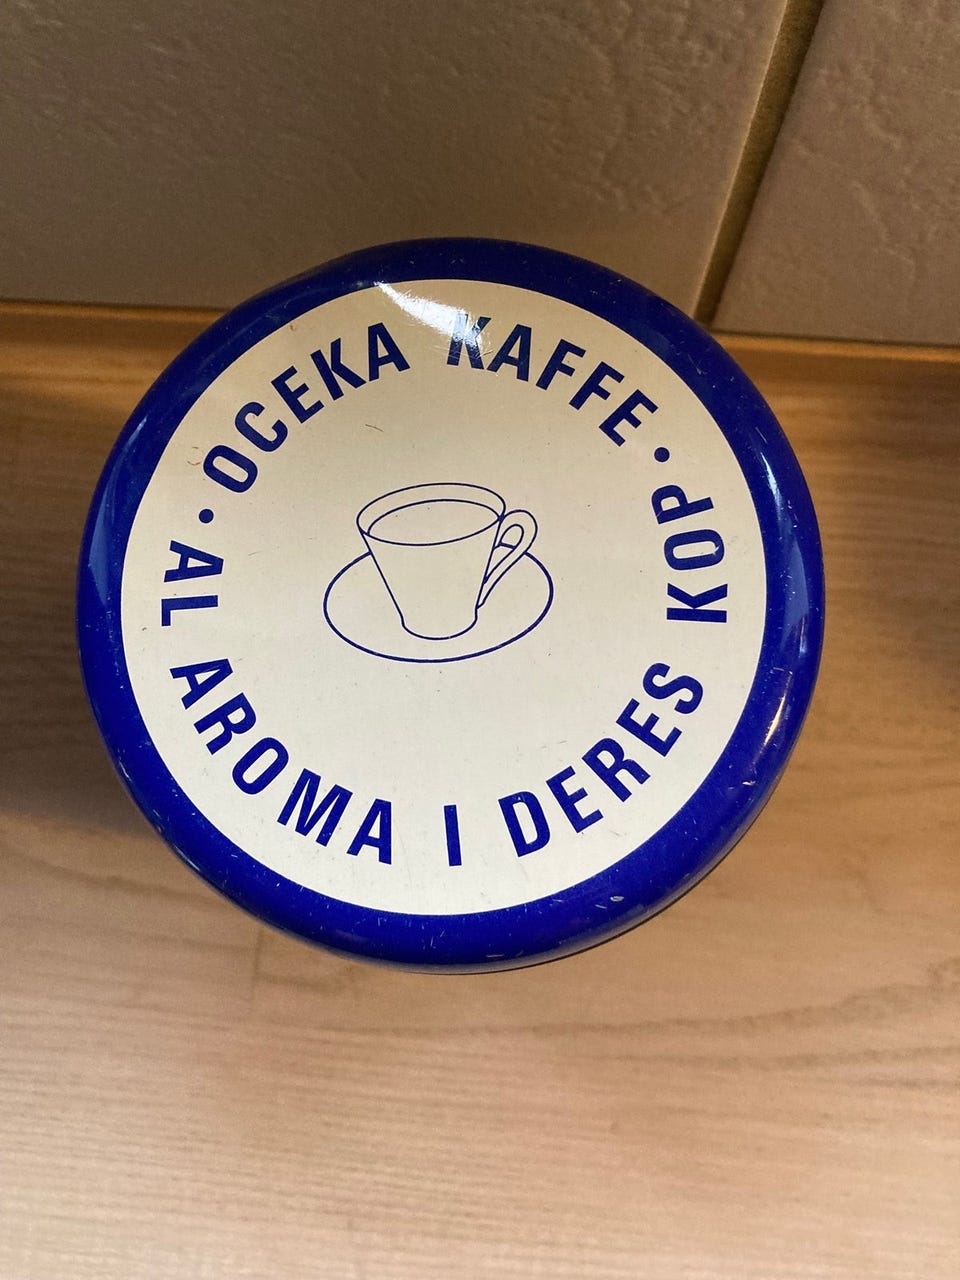 OCEKA KAFFE ·
AL AROMA I DERES KOP ·